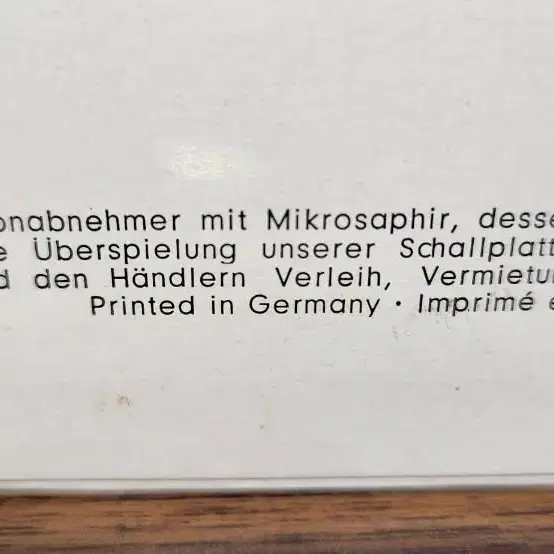 onabnehmer mit Mikrosaphir, desse
e Überspielung unserer Schallplatt
d den Händlern Verleih, Vermietu
Printed in Germany · Imprimé e